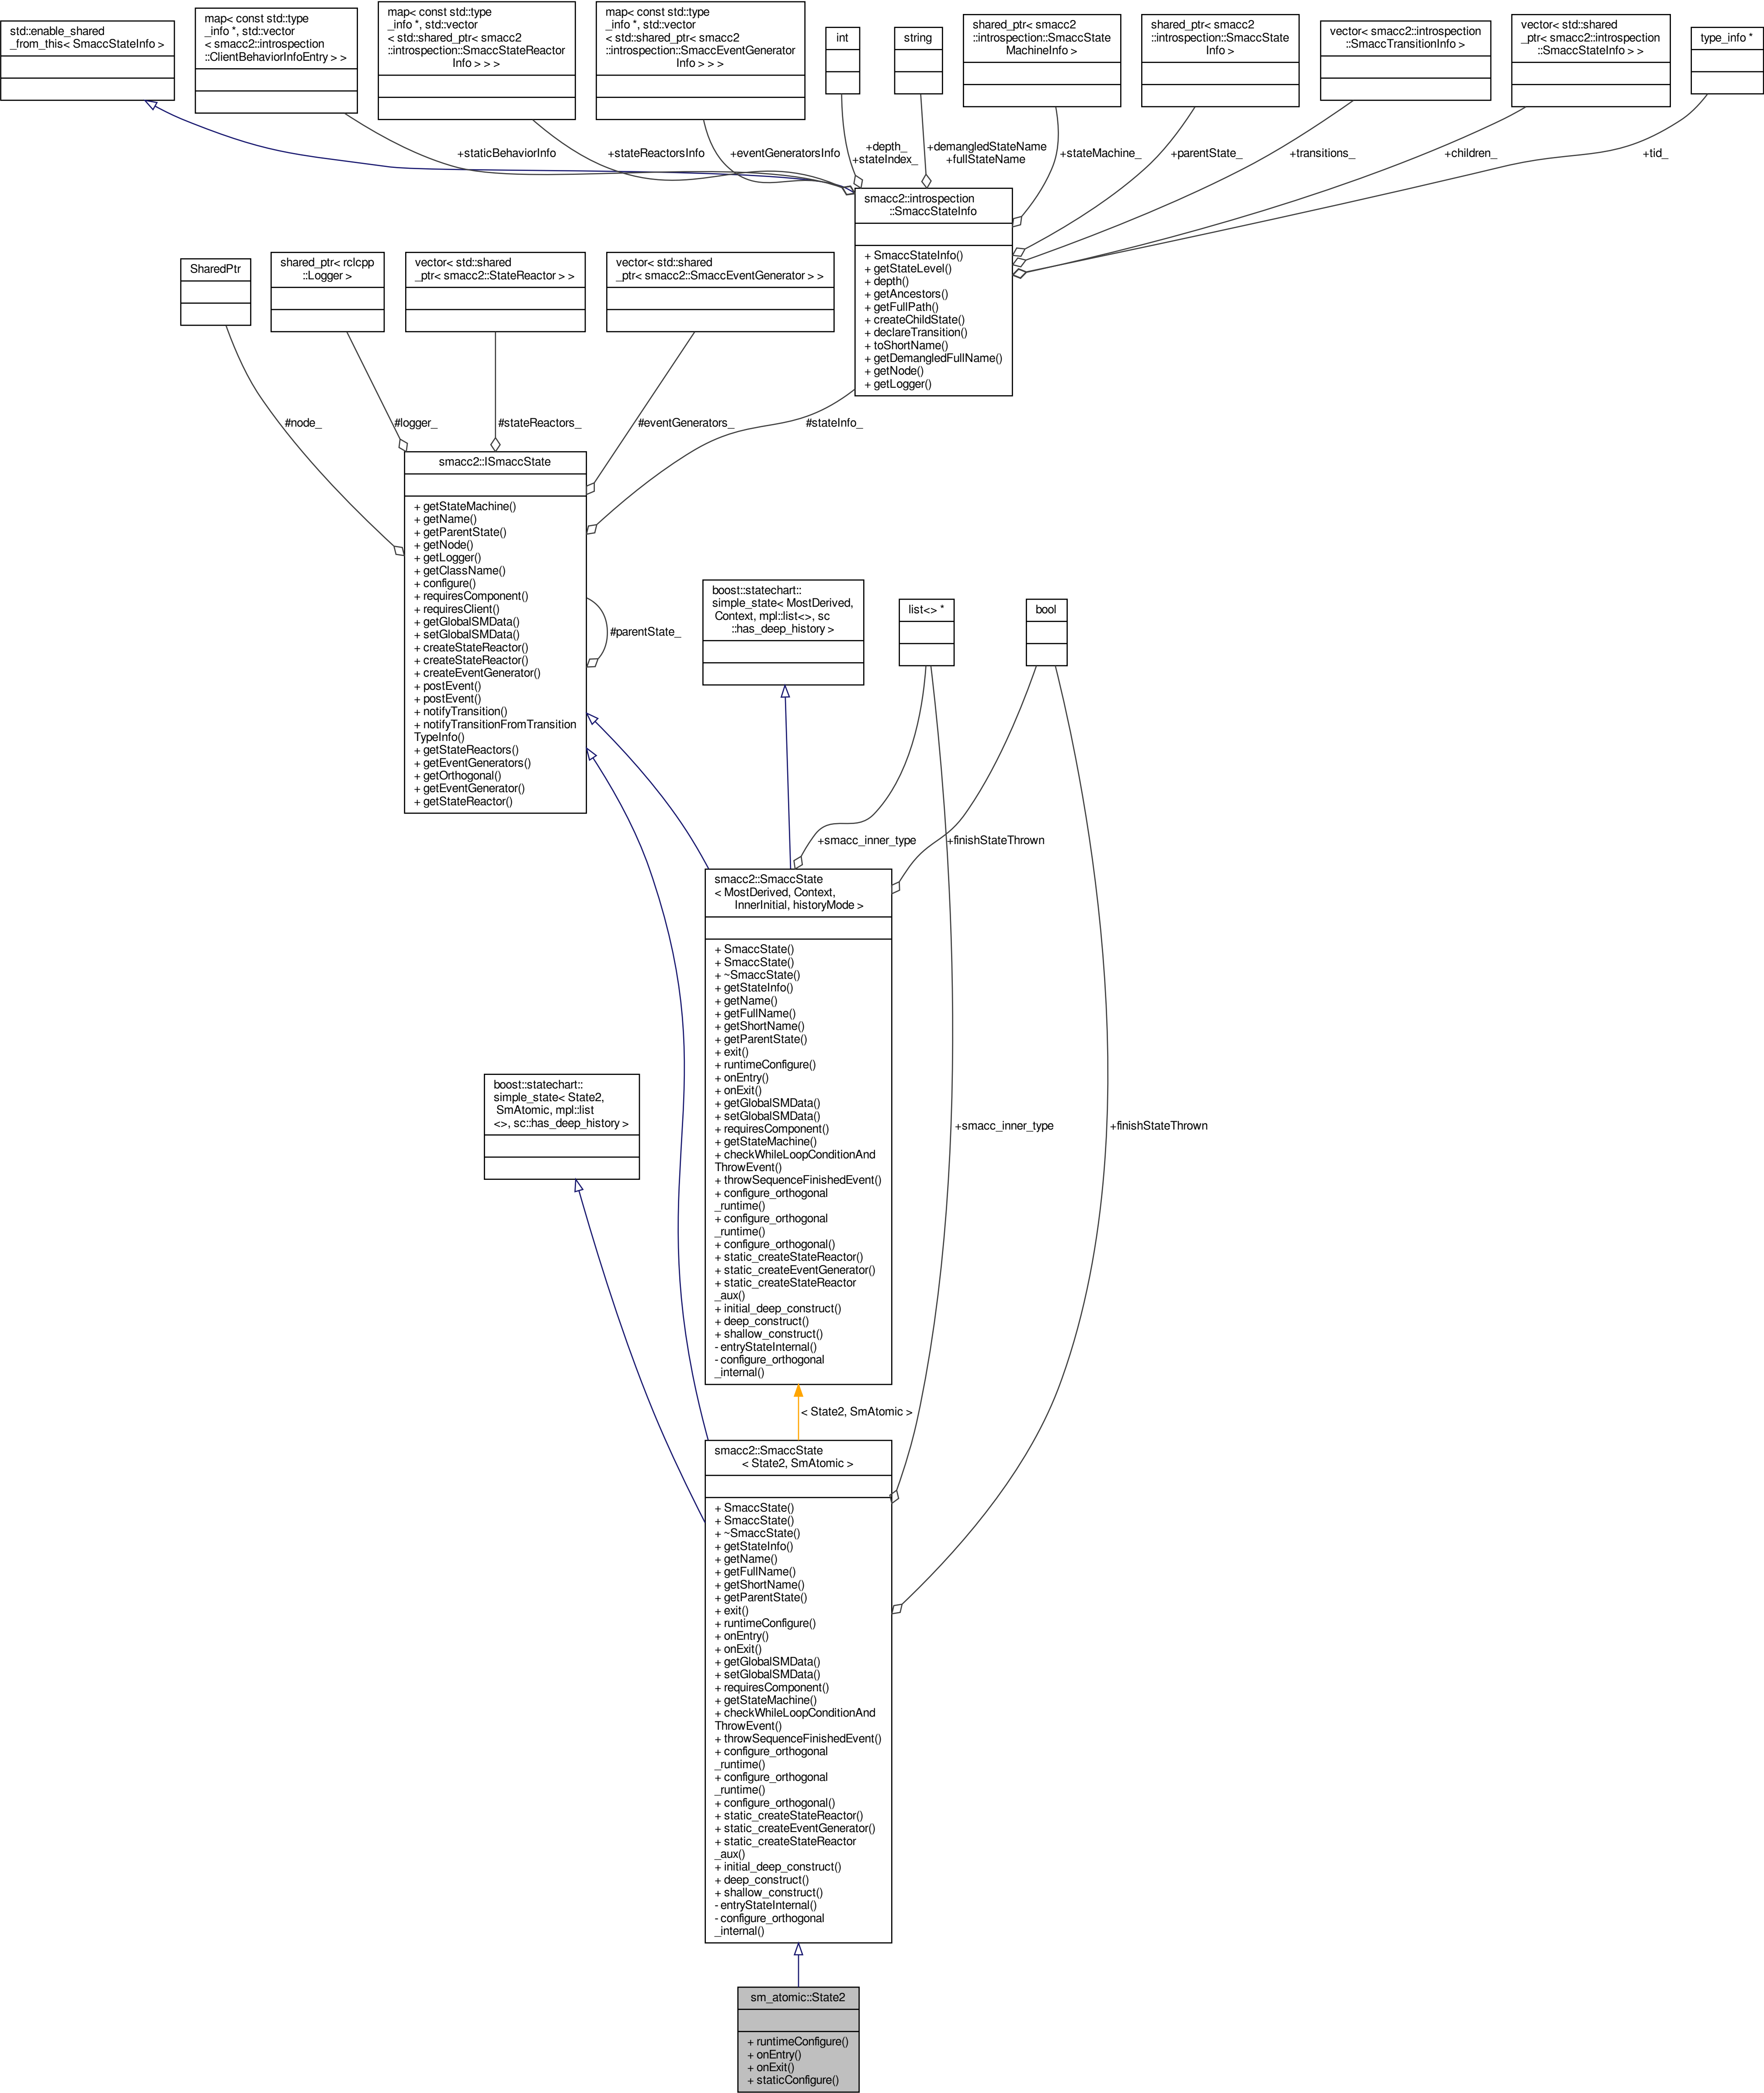 std::enable_shared
_from_this< SmaccStateInfo >
map< const std::type
_info *, std::vector
< smacc2::introspection
::ClientBehaviorInfoEntry > >
map< const std::type
_info *, std::vector
< std::shared_ptr< smacc2
::introspection::SmaccStateReactor
Info > > >
map< const std::type
_info *, std::vector
< std::shared_ptr< smacc2
::introspection::SmaccEventGenerator
Info > > >
int
string
shared_ptr< smacc2
::introspection::SmaccState
MachineInfo >
shared_ptr< smacc2
::introspection::SmaccState
Info >
vector< smacc2::introspection
::SmaccTransitionInfo >
vector< std::shared
_ptr< smacc2::introspection
::SmaccStateInfo > >
type_info *
+staticBehaviorInfo
+stateReactorsInfo
+eventGeneratorsInfo
+depth_
+stateIndex_
+demangledStateName
+fullStateName
+stateMachine_
+parentState_
+transitions_
+children_
+tid_
smacc2::introspection
::SmaccStateInfo
+ SmaccStateInfo()
+ getStateLevel()
+ depth()
+ getAncestors()
+ getFullPath()
+ createChildState()
+ declareTransition()
+ toShortName()
+ getDemangledFullName()
+ getNode()
+ getLogger()
SharedPtr
shared_ptr< rclcpp
::Logger >
vector< std::shared
_ptr< smacc2::StateReactor > >
vector< std::shared
_ptr< smacc2::SmaccEventGenerator > >
#node_
#logger_
#stateReactors_
#eventGenerators_
#stateInfo_
smacc2::ISmaccState
+ getStateMachine()
+ getName()
+ getParentState()
+ getNode()
+ getLogger()
+ getClassName()
+ configure()
+ requiresComponent()
+ requiresClient()
+ getGlobalSMData()
+ setGlobalSMData()
+ createStateReactor()
+ createStateReactor()
+ createEventGenerator()
+ postEvent()
+ postEvent()
+ notifyTransition()
+ notifyTransitionFromTransition
TypeInfo()
+ getStateReactors()
+ getEventGenerators()
+ getOrthogonal()
+ getEventGenerator()
+ getStateReactor()
#parentState_
boost::statechart::
simple_state< MostDerived,
Context, mpl::list<>, sc
::has_deep_history >
list<> *
bool
+smacc_inner_type
+finishStateThrown
smacc2::SmaccState
< MostDerived, Context,
InnerInitial, historyMode >
+ SmaccState()
+ SmaccState()
+ ~SmaccState()
+ getStateInfo()
+ getName()
+ getFullName()
+ getShortName()
+ getParentState()
+ exit()
+ runtimeConfigure()
+ onEntry()
+ onExit()
+ getGlobalSMData()
+ setGlobalSMData()
+ requiresComponent()
+ getStateMachine()
+ checkWhileLoopConditionAnd
ThrowEvent()
+ throwSequenceFinishedEvent()
+ configure_orthogonal
_runtime()
+ configure_orthogonal
_runtime()
+ configure_orthogonal()
+ static_createStateReactor()
+ static_createEventGenerator()
+ static_createStateReactor
_aux()
+ initial_deep_construct()
+ deep_construct()
+ shallow_construct()
- entryStateInternal()
- configure_orthogonal
_internal()
boost::statechart::
simple_state< State2,
SmAtomic, mpl::list
<>, sc::has_deep_history >
+smacc_inner_type
+finishStateThrown
< State2, SmAtomic >
smacc2::SmaccState
< State2, SmAtomic >
+ SmaccState()
+ SmaccState()
+ ~SmaccState()
+ getStateInfo()
+ getName()
+ getFullName()
+ getShortName()
+ getParentState()
+ exit()
+ runtimeConfigure()
+ onEntry()
+ onExit()
+ getGlobalSMData()
+ setGlobalSMData()
+ requiresComponent()
+ getStateMachine()
+ checkWhileLoopConditionAnd
ThrowEvent()
+ throwSequenceFinishedEvent()
+ configure_orthogonal
_runtime()
+ configure_orthogonal
_runtime()
+ configure_orthogonal()
+ static_createStateReactor()
+ static_createEventGenerator()
+ static_createStateReactor
_aux()
+ initial_deep_construct()
+ deep_construct()
+ shallow_construct()
- entryStateInternal()
- configure_orthogonal
_internal()
sm_atomic::State2
+ runtimeConfigure()
+ onEntry()
+ onExit()
+ staticConfigure()